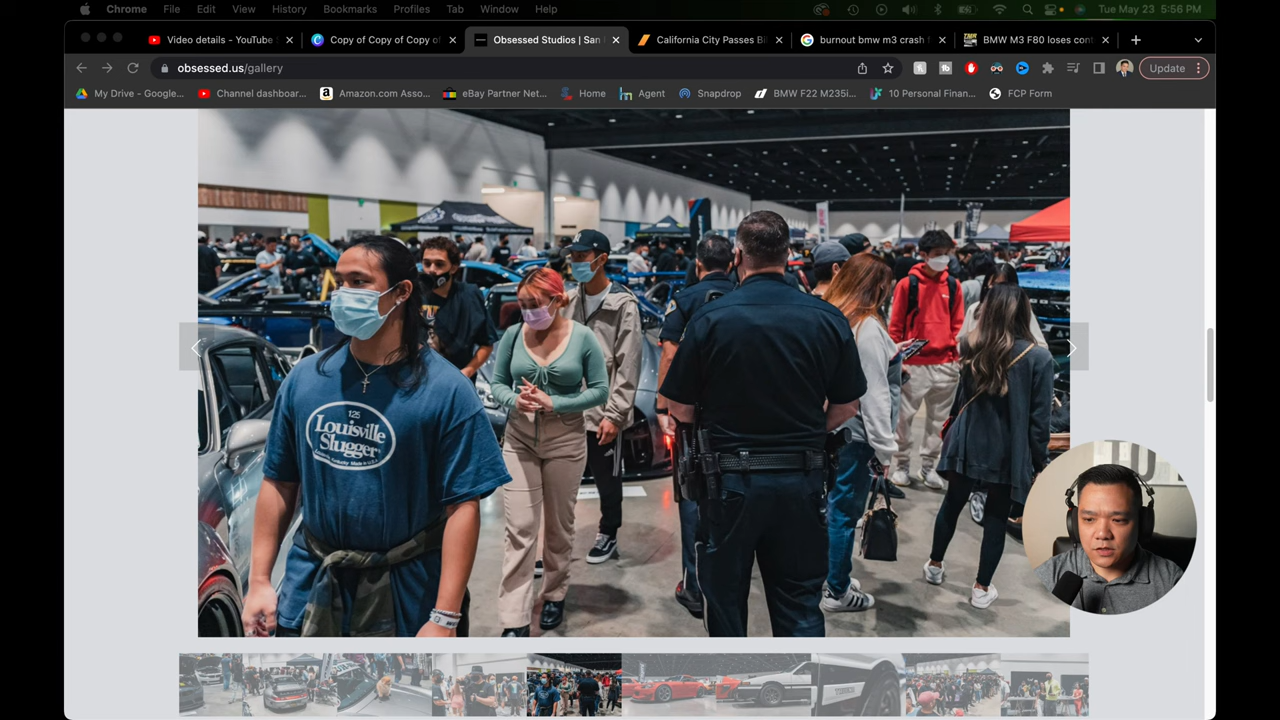 Chrome File Edit View History Bookmarks Profiles Tab Window Help Tue May 23 5:56 PM
Video details - YouTube Copy of Copy of Copy of Obsessed Studios | San California City Passes Bi burnout bmw m3 crash BMW M3 F80 loses con
obsessed.us/gallery Update
My Drive - Google... Channel dashboar... Amazon.com Asso... eBay Partner Net... Home Agent Snapdrop BMW F22 M235i... 10 Personal Finan... FCP Form
125
Louisville
Slugger